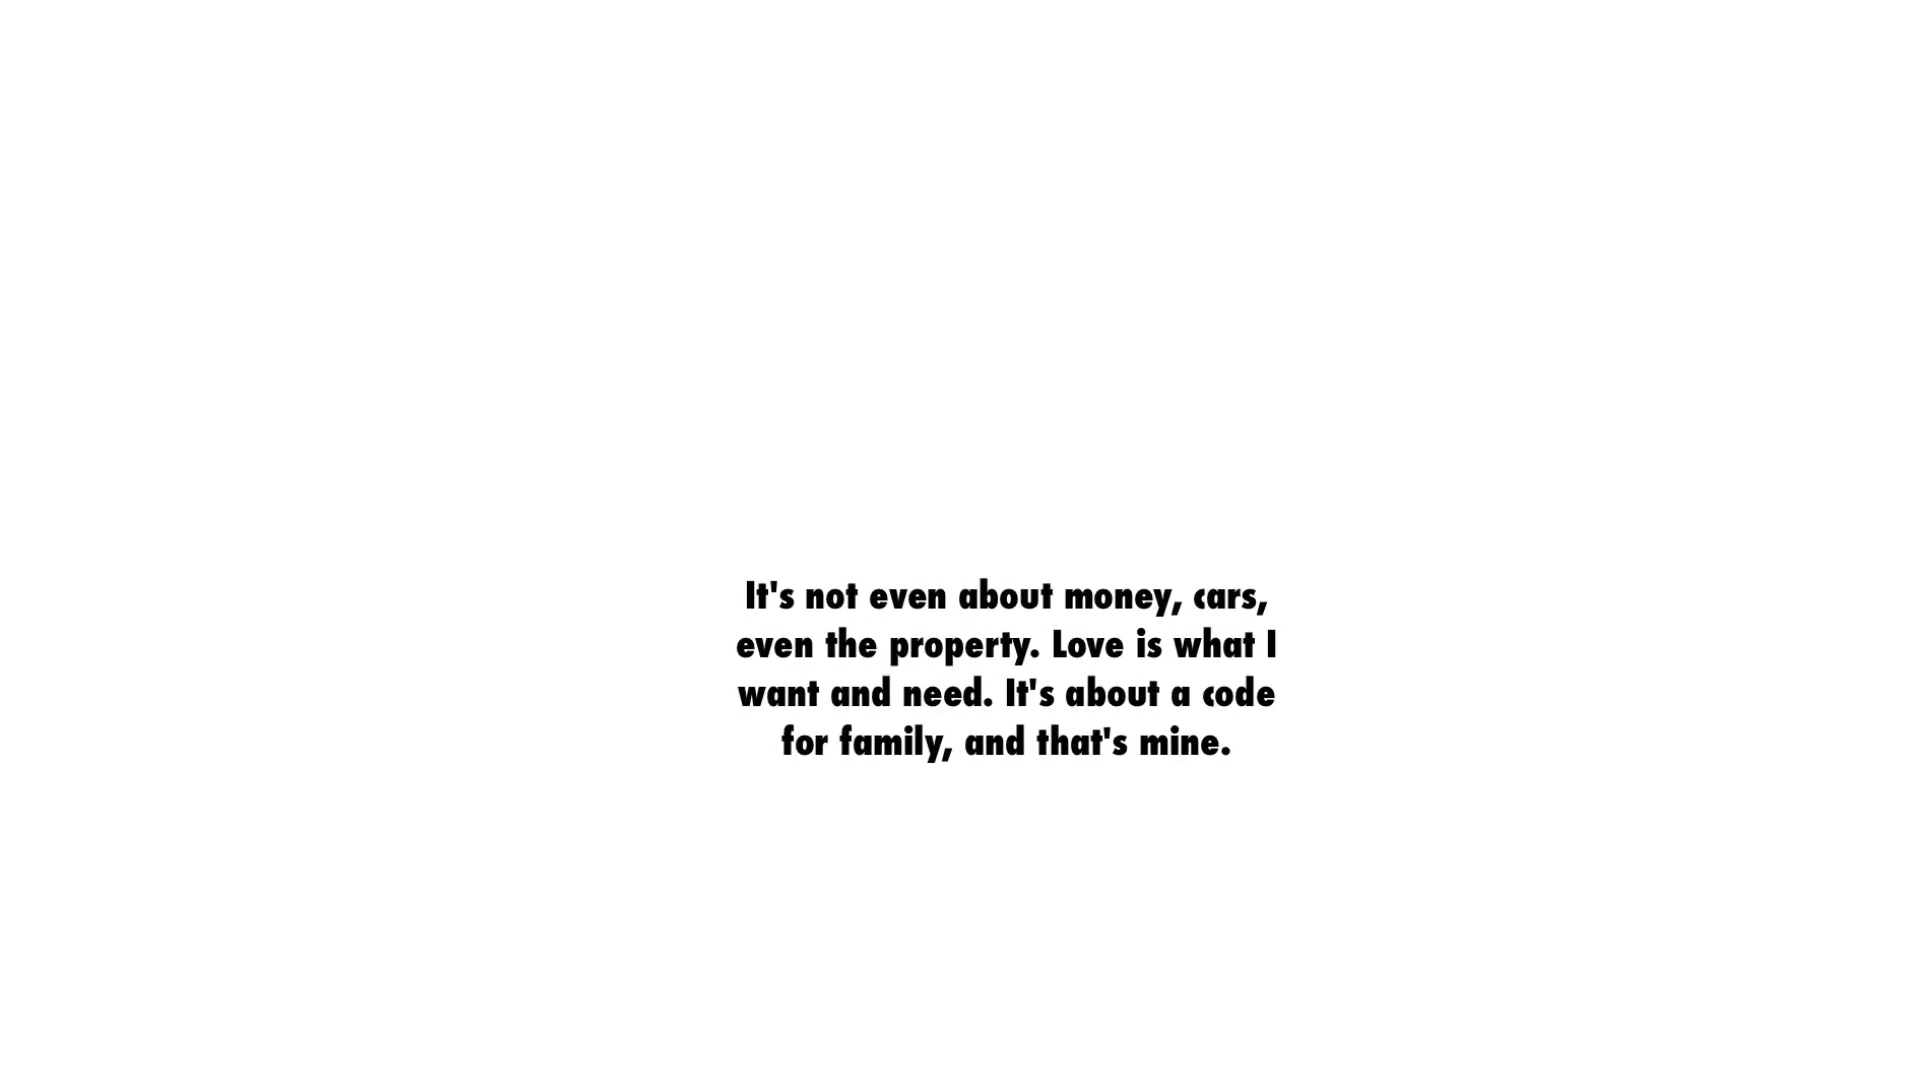 It's not even about money, cars,
even the property. Love is what I
want and need. It's about a code
for family, and that's mine.